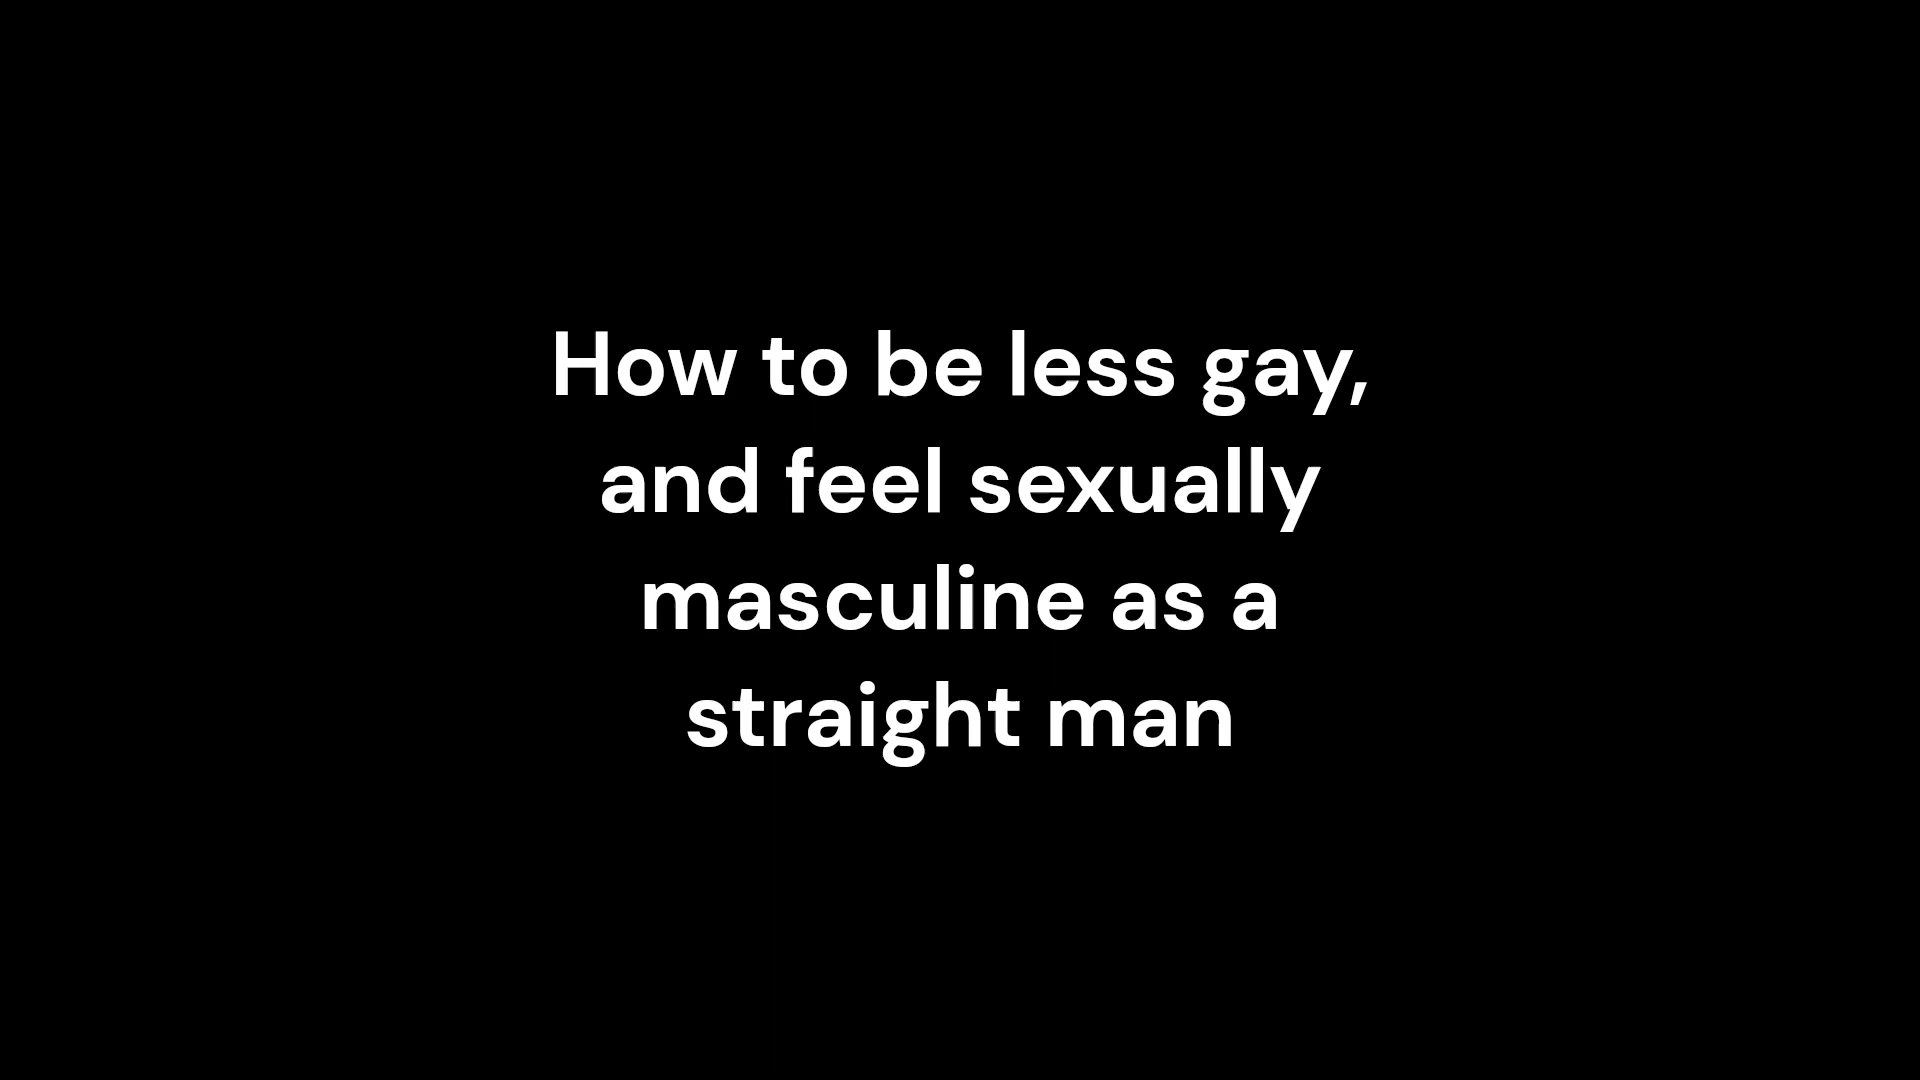 How to be less gay,
and feel sexually
masculine as a
straight man